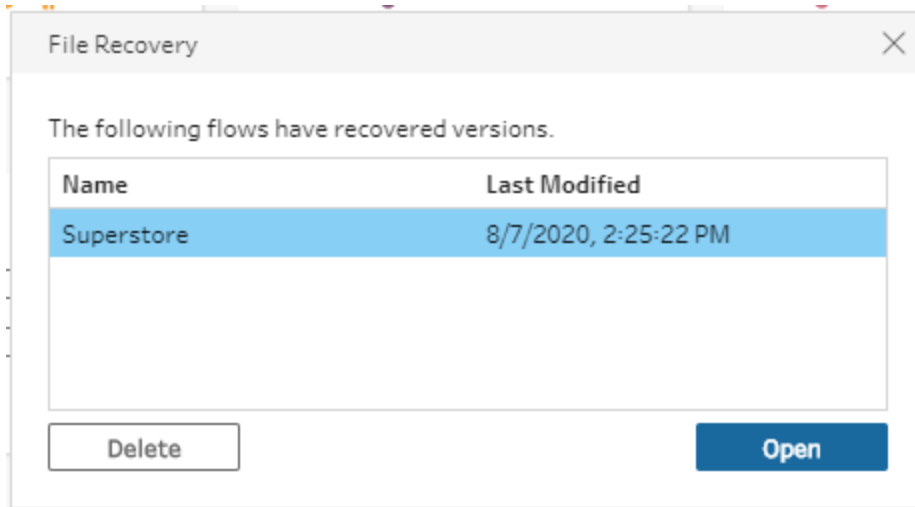 File Recovery
The following flows have recovered versions.
Name Last Modified
Superstore 8/7/2020, 2:25:22 PM
Delete Open